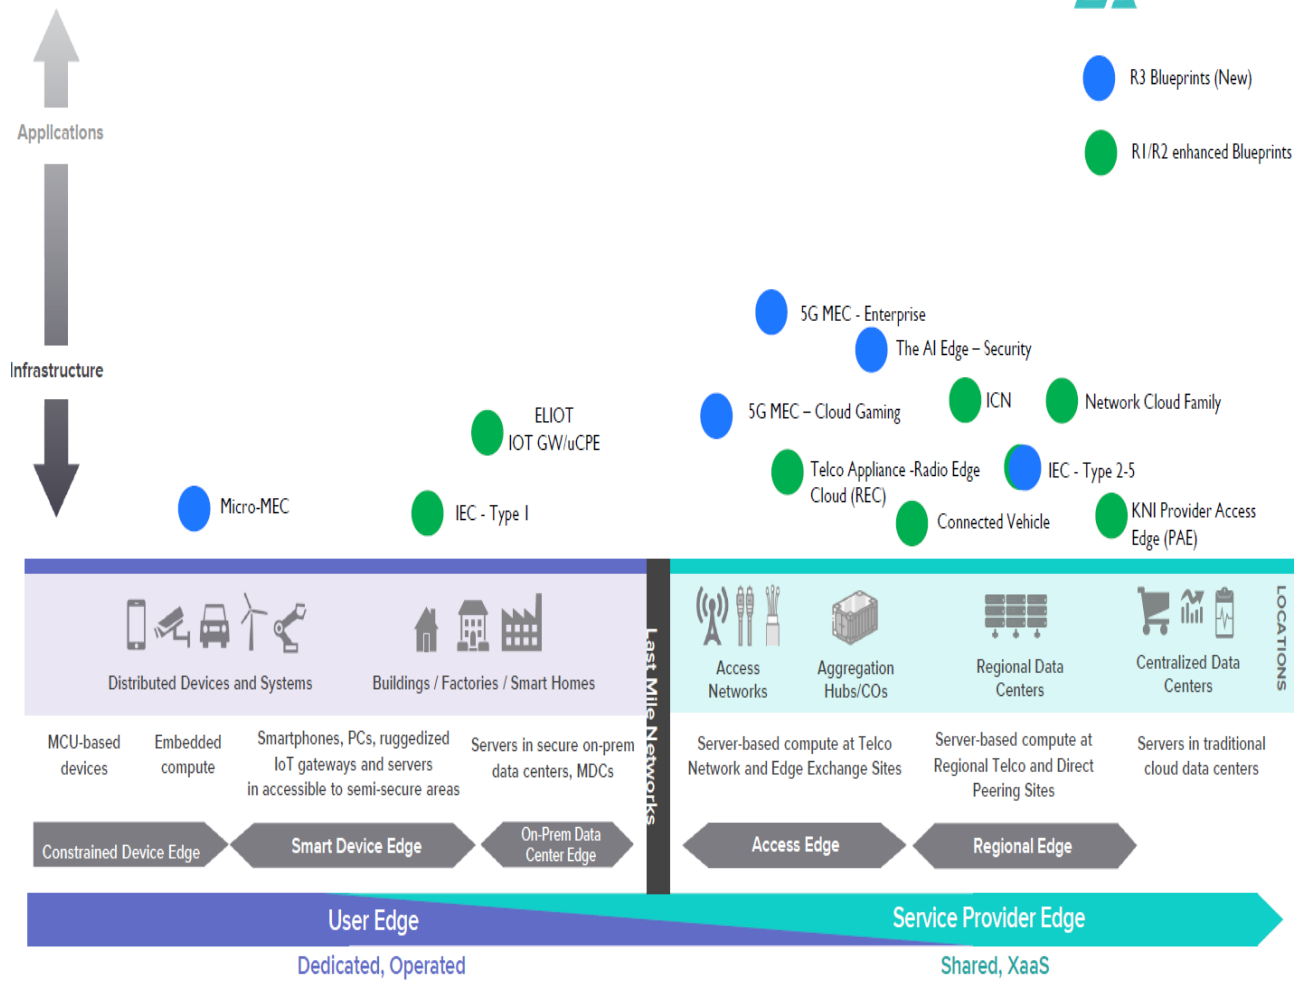 R3 Blueprints (New)
Applications
R1/R2 enhanced Blueprints
5G MEC - Enterprise
The AI Edge – Security
Infrastructure
ICN
Network Cloud Family
5G MEC – Cloud Gaming
ELIOT
IOT GW/uCPE
Telco Appliance -Radio Edge
Cloud (REC)
IEC - Type 2-5
Micro-MEC
IEC - Type 1
Connected Vehicle
KNI Provider Access
Edge (PAE)
LOCATIONS
Last Mile Networks
Distributed Devices and Systems
Buildings / Factories / Smart Homes
Access
Networks
Aggregation
Hubs/COs
Regional Data
Centers
Centralized Data
Centers
MCU-based
devices
Embedded
compute
Smartphones, PCs, ruggedized
IoT gateways and servers
in accessible to semi-secure areas
Servers in secure on-prem
data centers, MDCs
Server-based compute at Telco
Network and Edge Exchange Sites
Server-based compute at
Regional Telco and Direct
Peering Sites
Servers in traditional
cloud data centers
Constrained Device Edge
Smart Device Edge
On-Prem Data
Center Edge
Access Edge
Regional Edge
User Edge
Service Provider Edge
Dedicated, Operated
Shared, XaaS